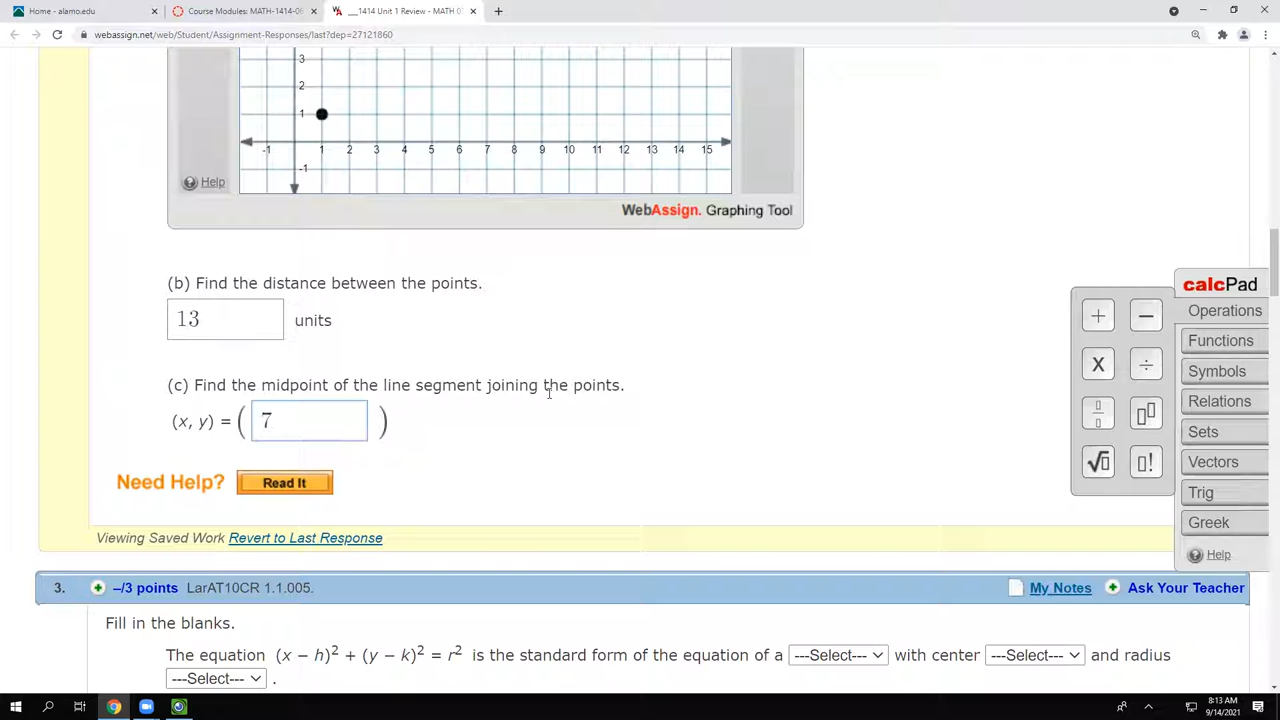 Home - alamo.edu
Course Modules: MATH-1414-06
__1414 Unit 1 Review - MATH 0
webassign.net/web/Student/Assignment-Responses/last?dep=27121860
3
2
1
-1 1 2 3 4 5 6 7 8 9 10 11 12 13 14 15
-1
Help
WebAssign. Graphing Tool
(b) Find the distance between the points.
13 units
(c) Find the midpoint of the line segment joining the points.
(x, y) = ( 7 )
Need Help? Read It
Viewing Saved Work Revert to Last Response
calcPad
Operations
Functions
Symbols
Relations
Sets
Vectors
Trig
Greek
Help
+ −
X ÷
√ !
3. –/3 points LarAT10CR 1.1.005. My Notes Ask Your Teacher
Fill in the blanks.
The equation (x − h)² + (y − k)² = r² is the standard form of the equation of a ---Select--- with center ---Select--- and radius
---Select--- .
8:13 AM
9/14/2021